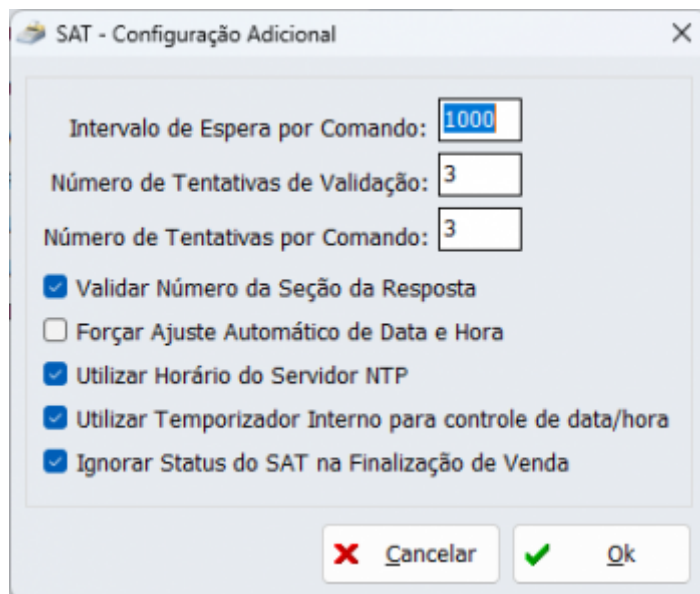 SAT - Configuração Adicional
Intervalo de Espera por Comando: 1000
Número de Tentativas de Validação: 3
Número de Tentativas por Comando: 3
Validar Número da Seção da Resposta
Forçar Ajuste Automático de Data e Hora
Utilizar Horário do Servidor NTP
Utilizar Temporizador Interno para controle de data/hora
Ignorar Status do SAT na Finalização de Venda
Cancelar Ok